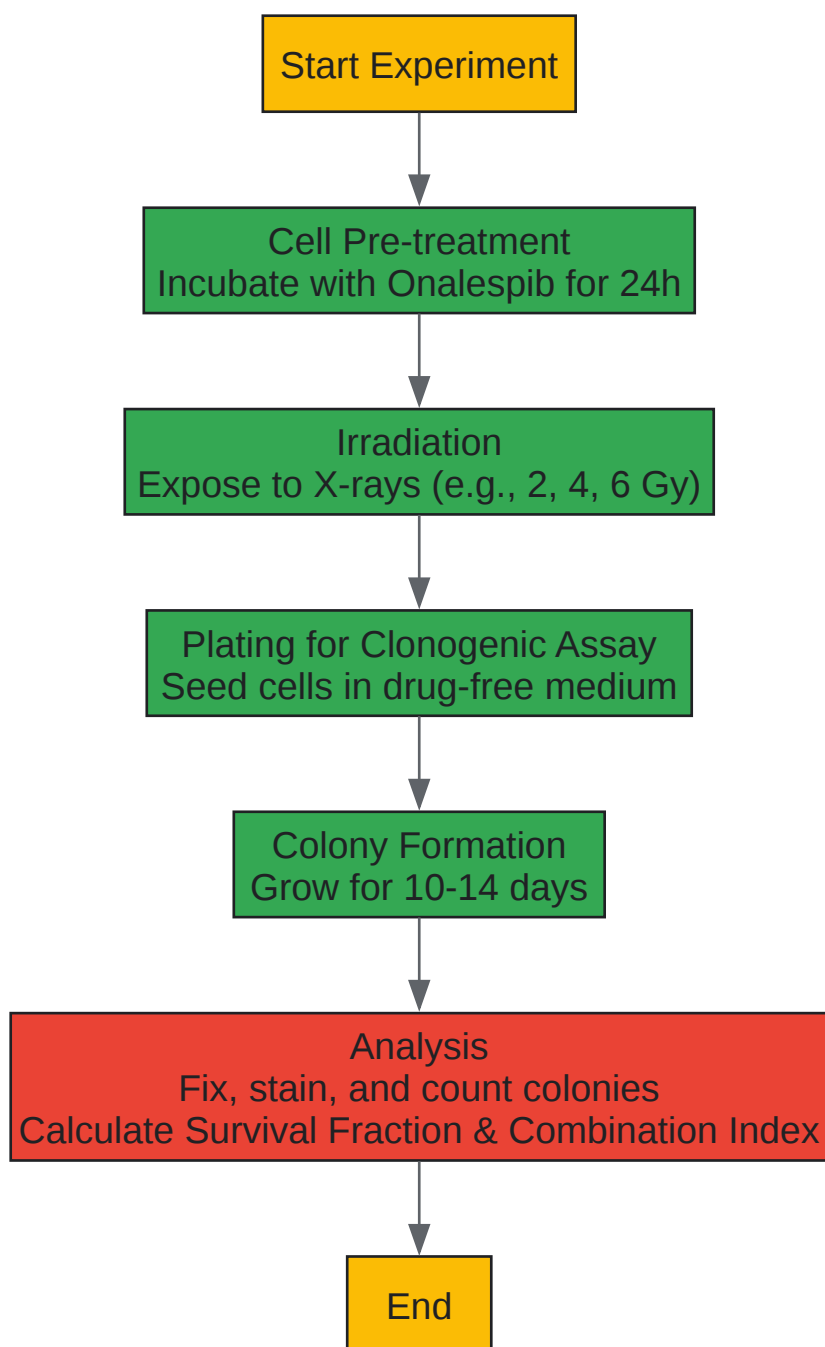 Start Experiment
Cell Pre-treatment
Incubate with Onalespib for 24h
Irradiation
Expose to X-rays (e.g., 2, 4, 6 Gy)
Plating for Clonogenic Assay
Seed cells in drug-free medium
Colony Formation
Grow for 10-14 days
Analysis
Fix, stain, and count colonies
Calculate Survival Fraction & Combination Index
End